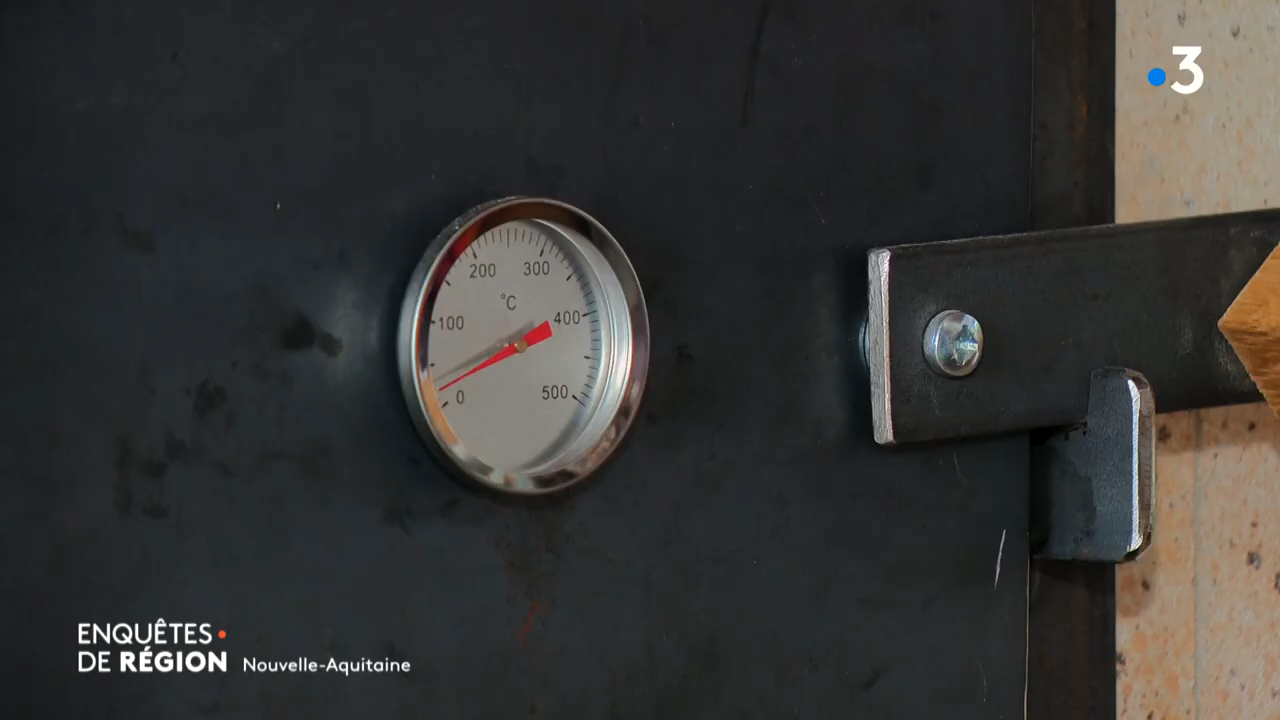 3
200 300
°C
100 400
0 500
ENQUÊTES
DE RÉGION Nouvelle-Aquitaine